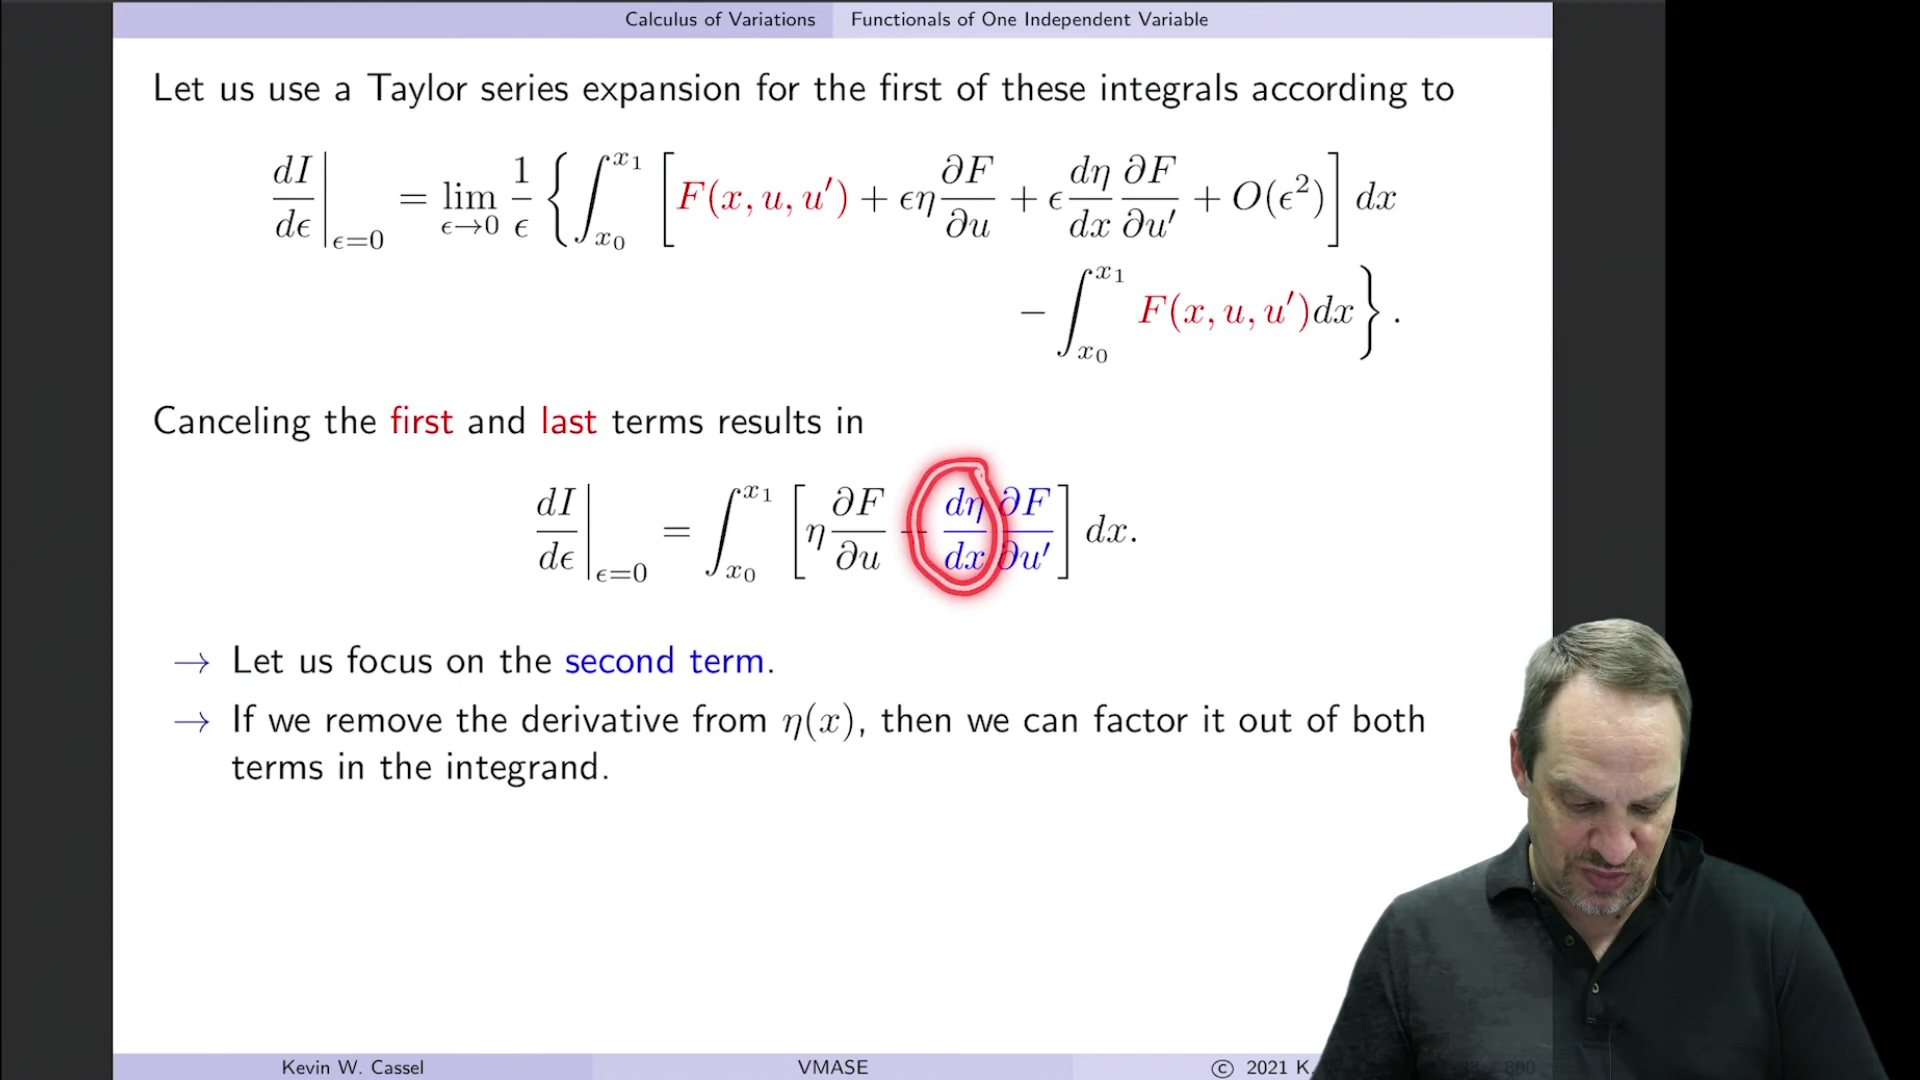 Calculus of Variations Functionals of One Independent Variable
Let us use a Taylor series expansion for the first of these integrals according to
dI/dϵ|ϵ=0 = lim ϵ→0 1/ϵ { ∫x0^x1 [ F(x, u, u′) + ϵη ∂F/∂u + ϵ dη/dx ∂F/∂u′ + O(ϵ²) ] dx
− ∫x0^x1 F(x, u, u′)dx } .
Canceling the first and last terms results in
dI/dϵ|ϵ=0 = ∫x0^x1 [ η ∂F/∂u + dη/dx ∂F/∂u′ ] dx.
→ Let us focus on the second term.
→ If we remove the derivative from η(x), then we can factor it out of both
terms in the integrand.
Kevin W. Cassel VMASE © 2021 K.